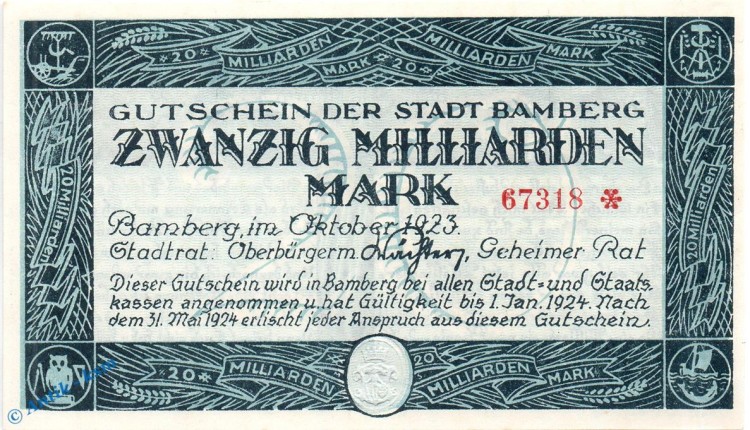 20 MILLIARDEN MARK 20 MILLIARDEN MARK
GUTSCHEIN DER STADT BAMBERG
ZWANZIG MILLIARDEN
MARK
67318 *
Bamberg, im Oktober 1923.
Stadtrat: Oberbürgerm. Wächter, Geheimer Rat
Dieser Gutschein wird in Bamberg bei allen Stadt= und Staats,
kassen angenommen u. hat Gültigkeit bis 1. Jan. 1924. Nach
dem 31. Mai 1924 erlischt jeder Anspruch aus diesem Gutschein.
20 Milliarden
20 Milliarden
20 MILLIARDEN MARK 20 MILLIARDEN MARK